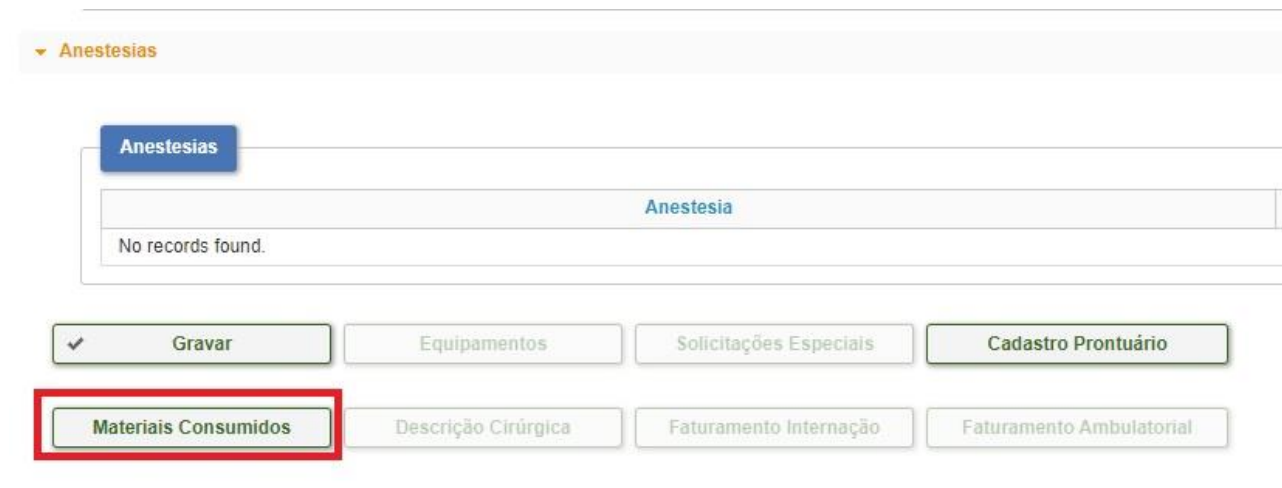 Anestesias
Anestesias
Anestesia
No records found.
Gravar Equipamentos Solicitações Especiais Cadastro Prontuário
Materiais Consumidos Descrição Cirúrgica Faturamento Internação Faturamento Ambulatorial